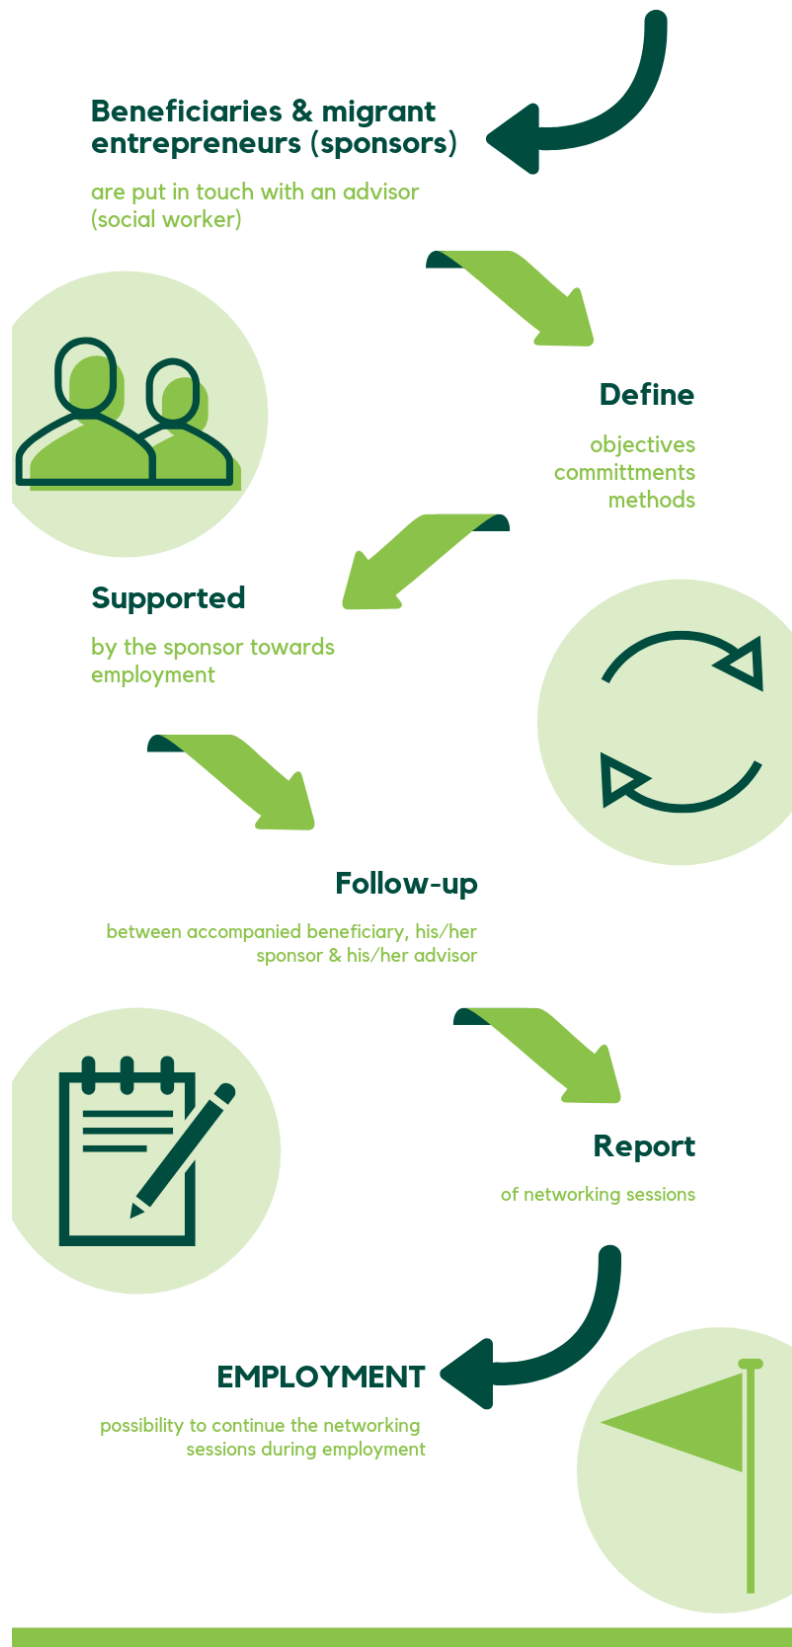 Beneficiaries & migrant
entrepreneurs (sponsors)
are put in touch with an advisor
(social worker)
Define
objectives
committments
methods
Supported
by the sponsor towards
employment
Follow-up
between accompanied beneficiary, his/her
sponsor & his/her advisor
Report
of networking sessions
EMPLOYMENT
possibility to continue the networking
sessions during employment